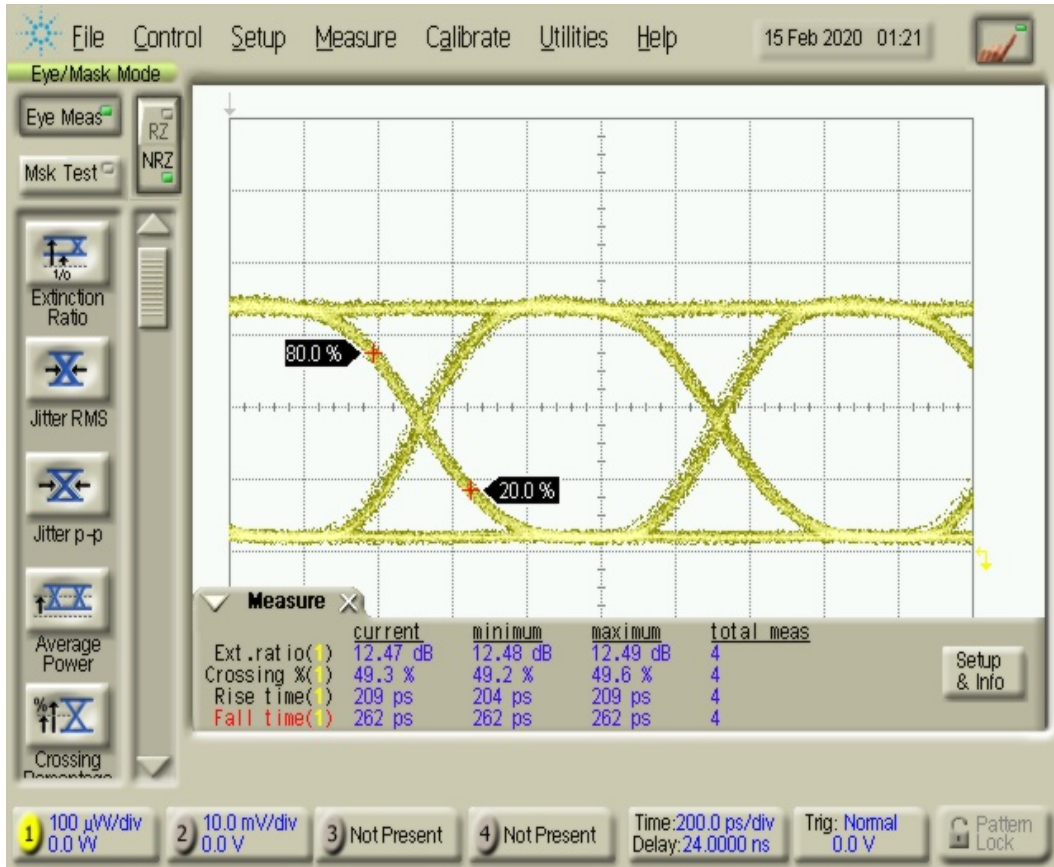 File Control Setup Measure Calibrate Utilities Help 15 Feb 2020 01:21
Eye/Mask Mode
Eye Meas
RZ
NRZ
Msk Test
1/0
Extinction
Ratio
Jitter RMS
Jitter p-p
Average
Power
%
Crossing
80.0 %
20.0 %
Measure
current minimum maximum total meas
Ext.ratio(1) 12.47 dB 12.48 dB 12.49 dB 4
Crossing %(1) 49.3 % 49.2 % 49.6 % 4
Rise time(1) 209 ps 204 ps 209 ps 4
Fall time(1) 262 ps 262 ps 262 ps 4
Setup
& Info
1 100 µW/div
0.0 W
2 10.0 mV/div
0.0 V
3 Not Present
4 Not Present
Time:200.0 ps/div
Delay:24.0000 ns
Trig: Normal
0.0 V
Pattern
Lock